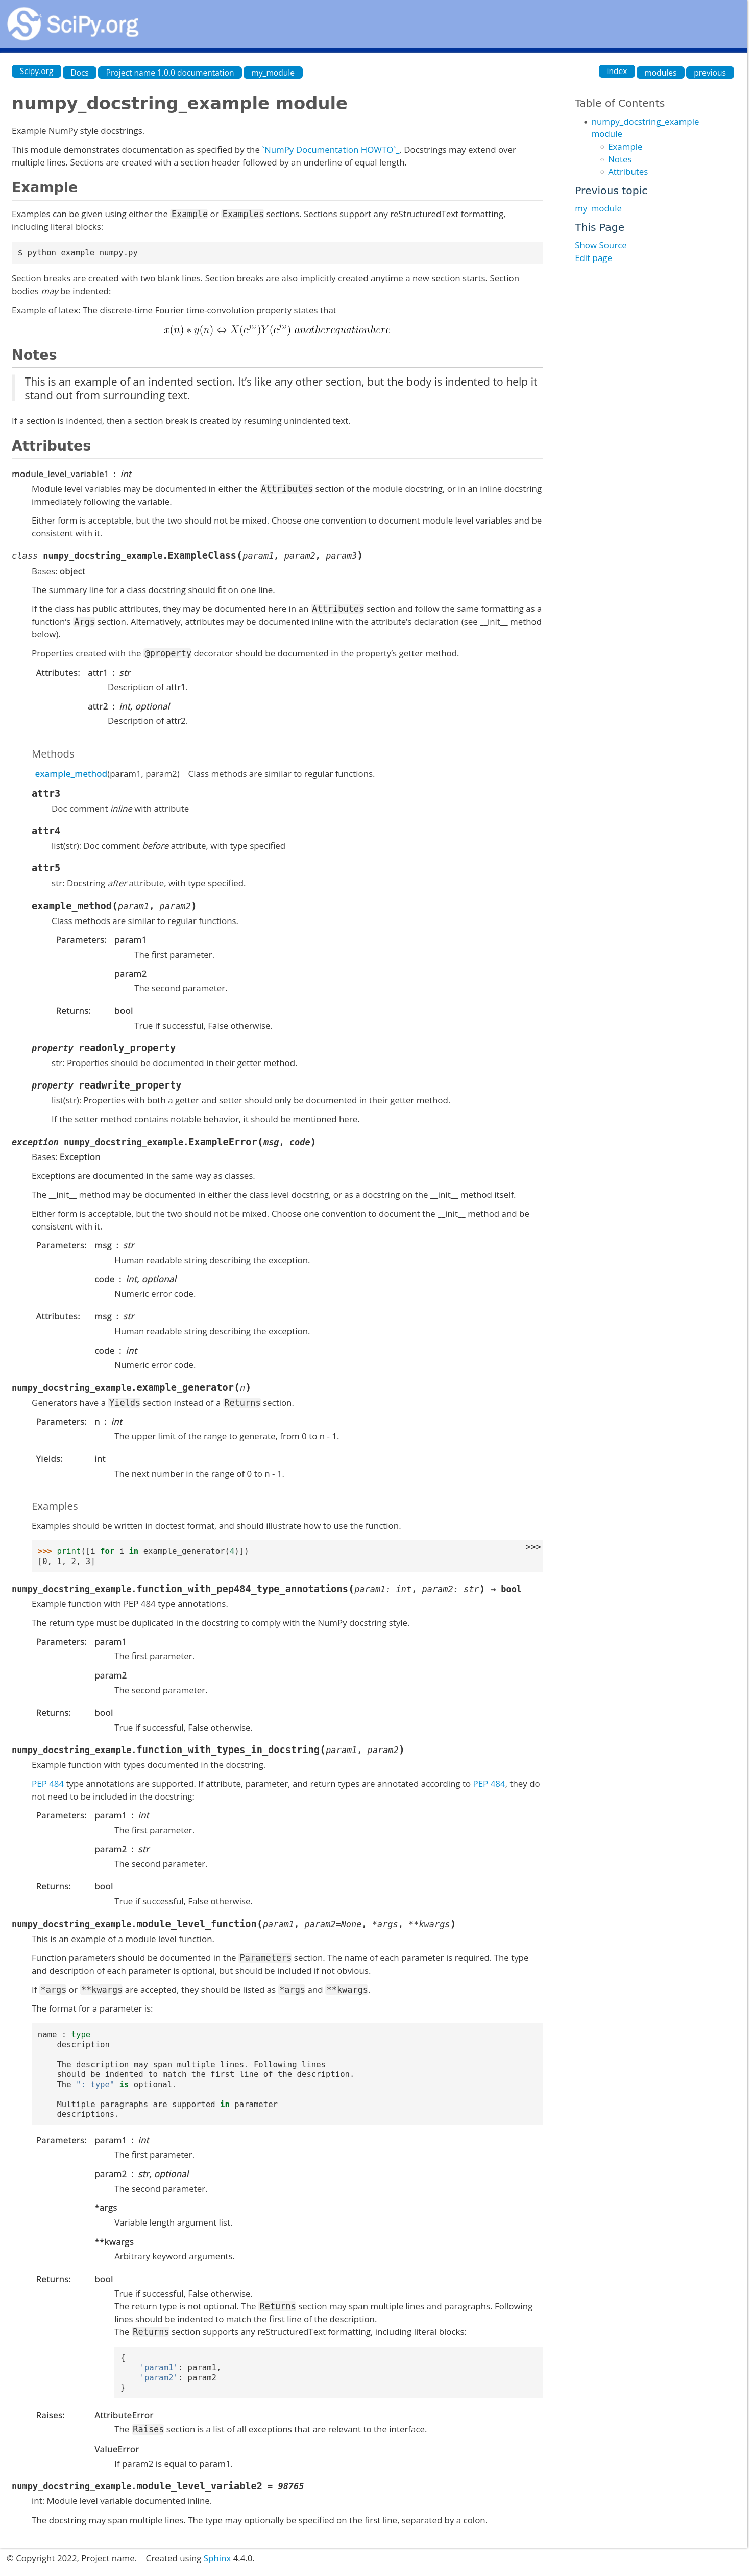 SciPy.org
Scipy.org Docs Project name 1.0.0 documentation my_module index modules previous
numpy_docstring_example module
Example NumPy style docstrings.
This module demonstrates documentation as specified by the `NumPy Documentation HOWTO`_. Docstrings may extend over
multiple lines. Sections are created with a section header followed by an underline of equal length.
Example
Examples can be given using either the Example or Examples sections. Sections support any reStructuredText formatting,
including literal blocks:
$ python example_numpy.py
Section breaks are created with two blank lines. Section breaks are also implicitly created anytime a new section starts. Section
bodies may be indented:
Example of latex: The discrete-time Fourier time-convolution property states that
x(n) ∗ y(n) ⇔ X(e^{jω})Y(e^{jω}) anotherequationhere
Notes
This is an example of an indented section. It’s like any other section, but the body is indented to help it
stand out from surrounding text.
If a section is indented, then a section break is created by resuming unindented text.
Attributes
module_level_variable1 : int
Module level variables may be documented in either the Attributes section of the module docstring, or in an inline docstring
immediately following the variable.
Either form is acceptable, but the two should not be mixed. Choose one convention to document module level variables and be
consistent with it.
class numpy_docstring_example.ExampleClass(param1, param2, param3)
Bases: object
The summary line for a class docstring should fit on one line.
If the class has public attributes, they may be documented here in an Attributes section and follow the same formatting as a
function’s Args section. Alternatively, attributes may be documented inline with the attribute’s declaration (see __init__ method
below).
Properties created with the @property decorator should be documented in the property’s getter method.
Attributes: attr1 : str
Description of attr1.
attr2 : int, optional
Description of attr2.
Methods
example_method(param1, param2) Class methods are similar to regular functions.
attr3
Doc comment inline with attribute
attr4
list(str): Doc comment before attribute, with type specified
attr5
str: Docstring after attribute, with type specified.
example_method(param1, param2)
Class methods are similar to regular functions.
Parameters: param1
The first parameter.
param2
The second parameter.
Returns: bool
True if successful, False otherwise.
property readonly_property
str: Properties should be documented in their getter method.
property readwrite_property
list(str): Properties with both a getter and setter should only be documented in their getter method.
If the setter method contains notable behavior, it should be mentioned here.
exception numpy_docstring_example.ExampleError(msg, code)
Bases: Exception
Exceptions are documented in the same way as classes.
The __init__ method may be documented in either the class level docstring, or as a docstring on the __init__ method itself.
Either form is acceptable, but the two should not be mixed. Choose one convention to document the __init__ method and be
consistent with it.
Parameters: msg : str
Human readable string describing the exception.
code : int, optional
Numeric error code.
Attributes: msg : str
Human readable string describing the exception.
code : int
Numeric error code.
numpy_docstring_example.example_generator(n)
Generators have a Yields section instead of a Returns section.
Parameters: n : int
The upper limit of the range to generate, from 0 to n - 1.
Yields: int
The next number in the range of 0 to n - 1.
Examples
Examples should be written in doctest format, and should illustrate how to use the function.
>>> print([i for i in example_generator(4)]) >>>
[0, 1, 2, 3]
numpy_docstring_example.function_with_pep484_type_annotations(param1: int, param2: str) → bool
Example function with PEP 484 type annotations.
The return type must be duplicated in the docstring to comply with the NumPy docstring style.
Parameters: param1
The first parameter.
param2
The second parameter.
Returns: bool
True if successful, False otherwise.
numpy_docstring_example.function_with_types_in_docstring(param1, param2)
Example function with types documented in the docstring.
PEP 484 type annotations are supported. If attribute, parameter, and return types are annotated according to PEP 484, they do
not need to be included in the docstring:
Parameters: param1 : int
The first parameter.
param2 : str
The second parameter.
Returns: bool
True if successful, False otherwise.
numpy_docstring_example.module_level_function(param1, param2=None, *args, **kwargs)
This is an example of a module level function.
Function parameters should be documented in the Parameters section. The name of each parameter is required. The type
and description of each parameter is optional, but should be included if not obvious.
If *args or **kwargs are accepted, they should be listed as *args and **kwargs.
The format for a parameter is:
name : type
description
The description may span multiple lines. Following lines
should be indented to match the first line of the description.
The ": type" is optional.
Multiple paragraphs are supported in parameter
descriptions.
Parameters: param1 : int
The first parameter.
param2 : str, optional
The second parameter.
*args
Variable length argument list.
**kwargs
Arbitrary keyword arguments.
Returns: bool
True if successful, False otherwise.
The return type is not optional. The Returns section may span multiple lines and paragraphs. Following
lines should be indented to match the first line of the description.
The Returns section supports any reStructuredText formatting, including literal blocks:
{
'param1': param1,
'param2': param2
}
Raises: AttributeError
The Raises section is a list of all exceptions that are relevant to the interface.
ValueError
If param2 is equal to param1.
numpy_docstring_example.module_level_variable2 = 98765
int: Module level variable documented inline.
The docstring may span multiple lines. The type may optionally be specified on the first line, separated by a colon.
Table of Contents
numpy_docstring_example
module
Example
Notes
Attributes
Previous topic
my_module
This Page
Show Source
Edit page
© Copyright 2022, Project name. Created using Sphinx 4.4.0.